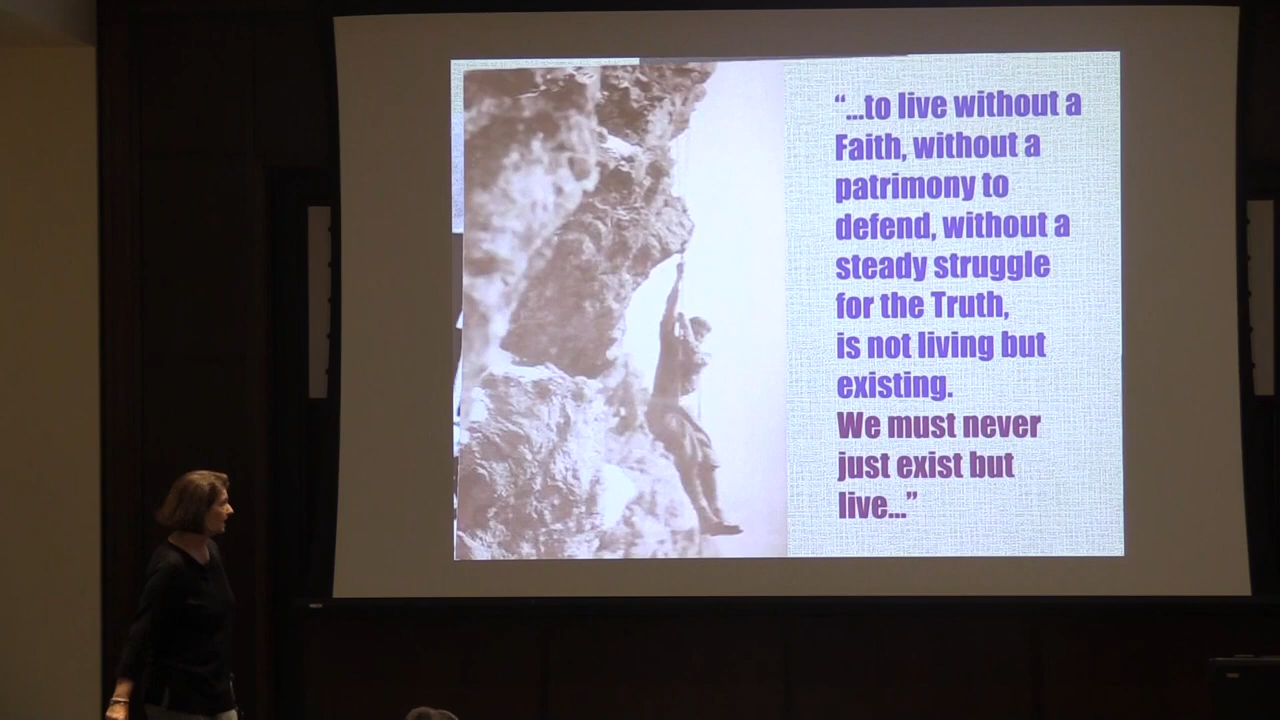 “...to live without a
Faith, without a
patrimony to
defend, without a
steady struggle
for the Truth,
is not living but
existing.
We must never
just exist but
live...”